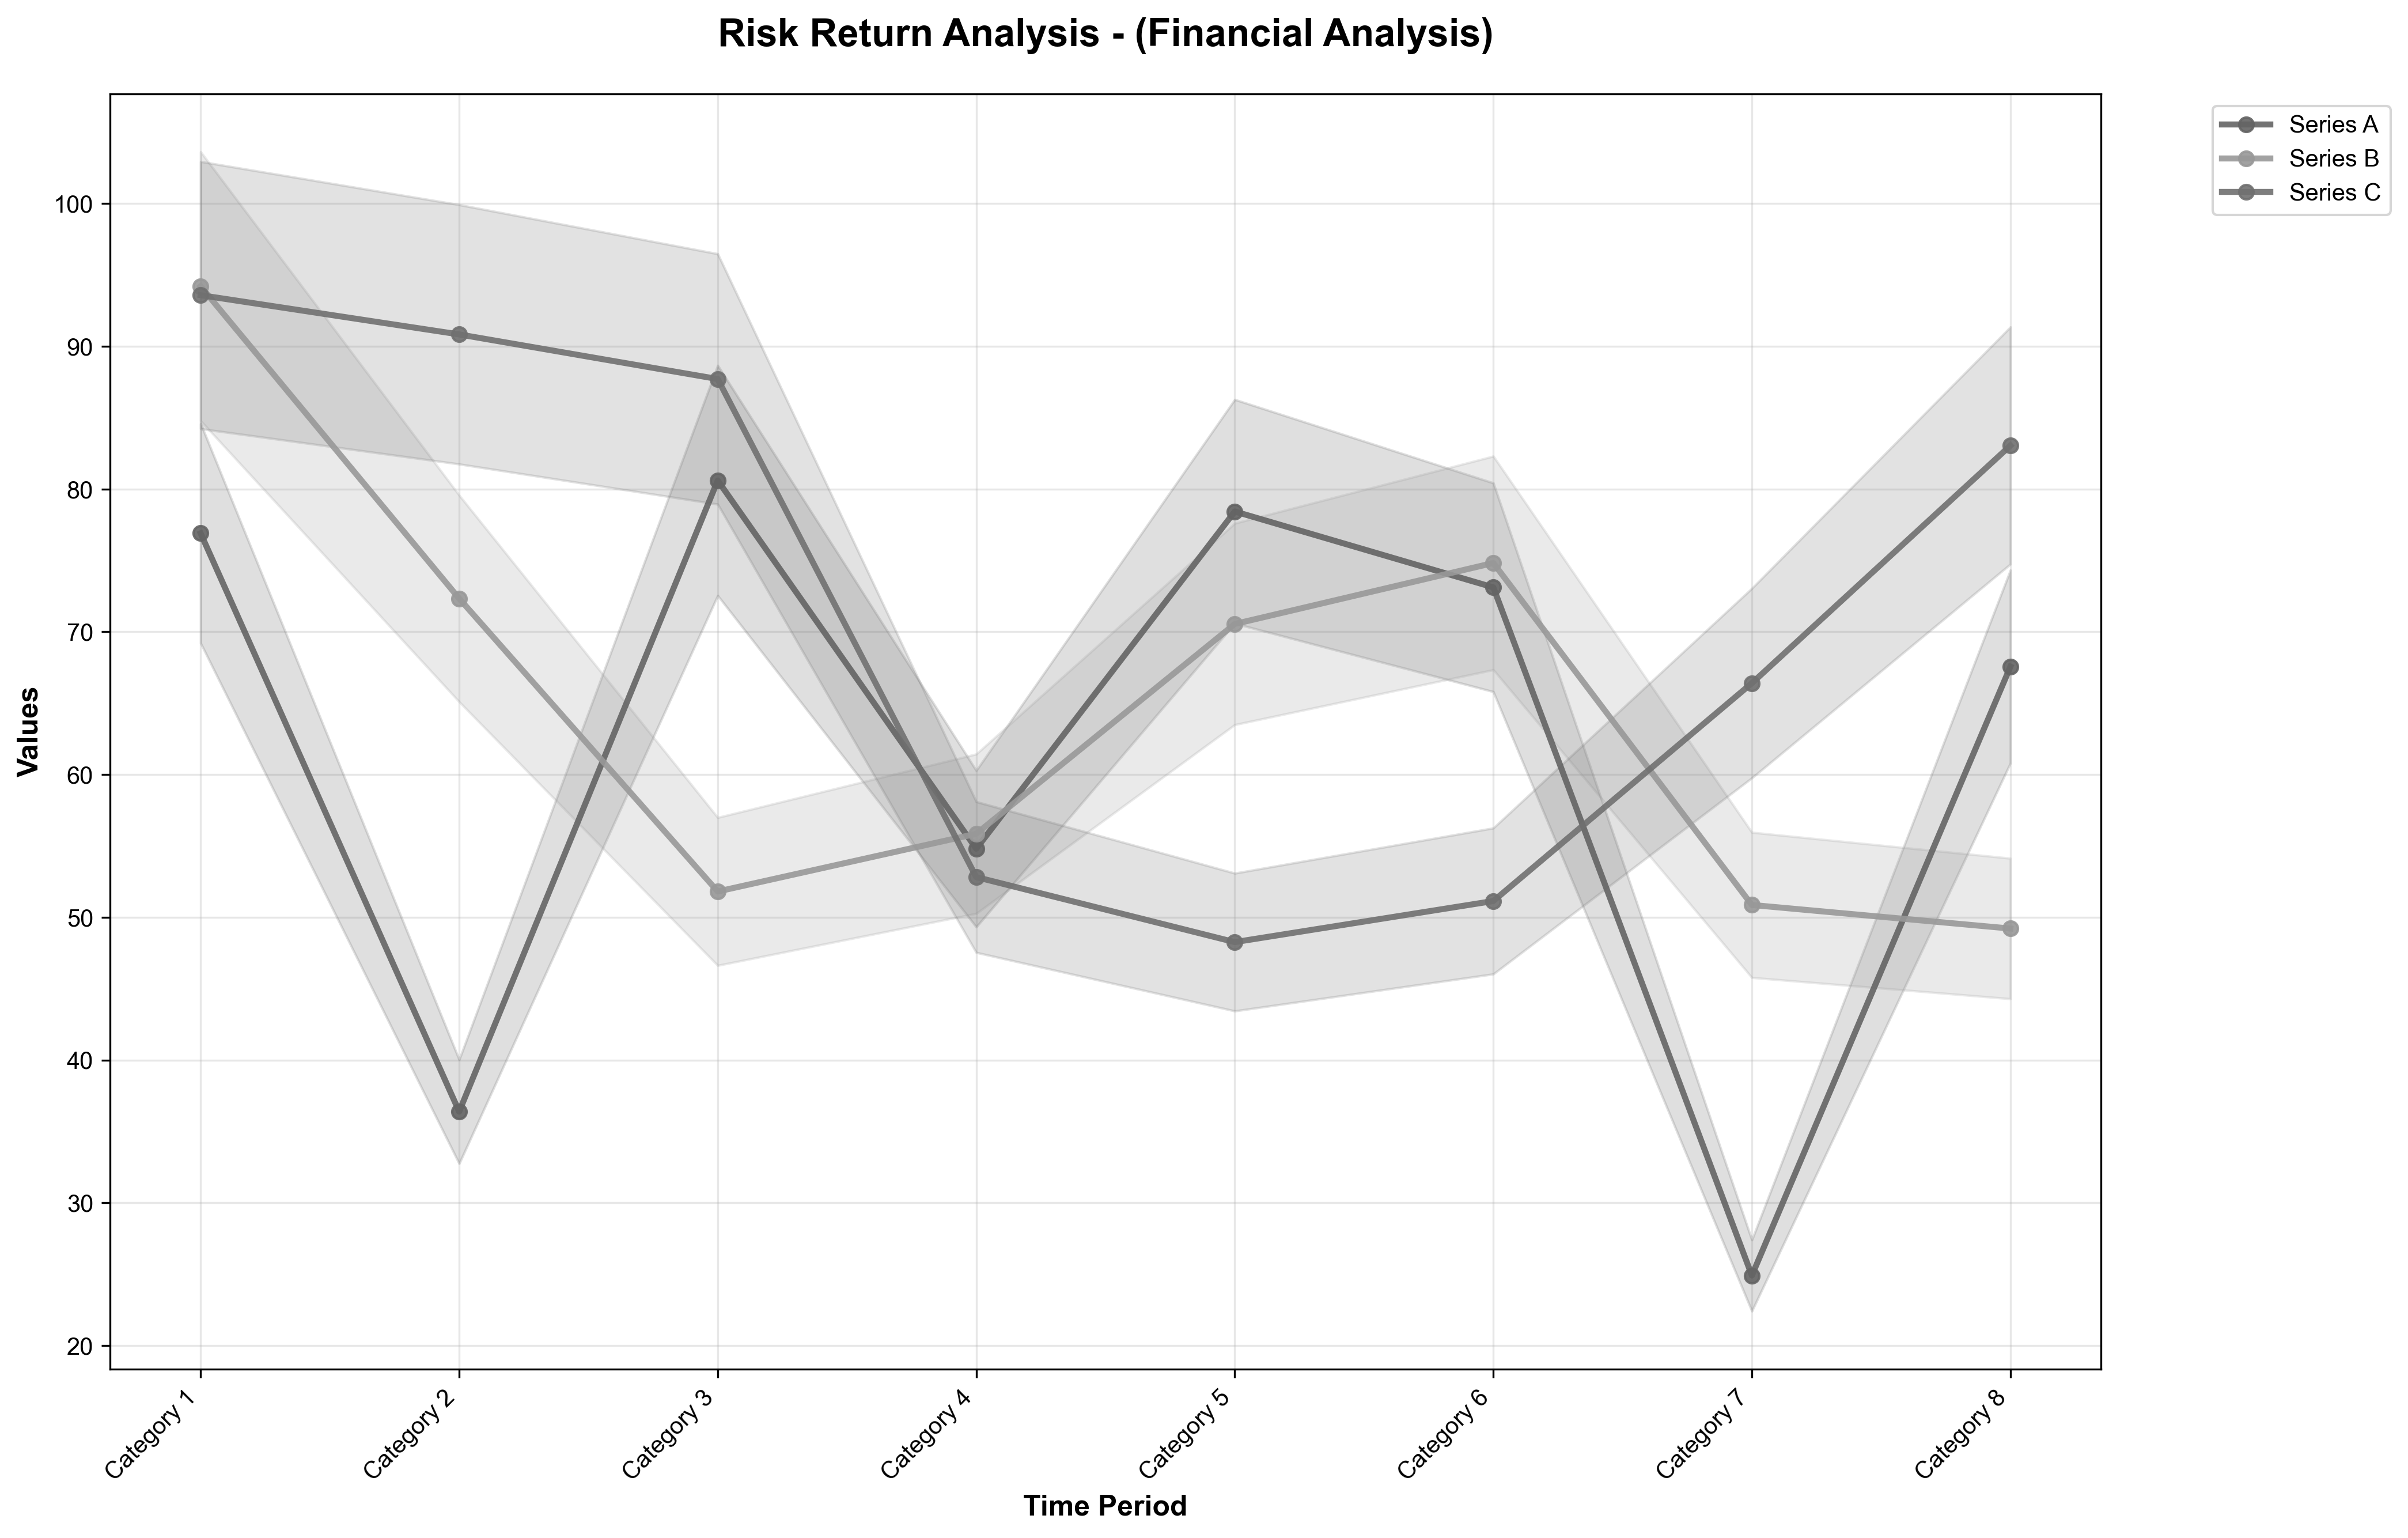 Risk Return Analysis - (Financial Analysis)
Series A
Series B
Series C
Values
100
90
80
70
60
50
40
30
20
Category 1
Category 2
Category 3
Category 4
Category 5
Category 6
Category 7
Category 8
Time Period